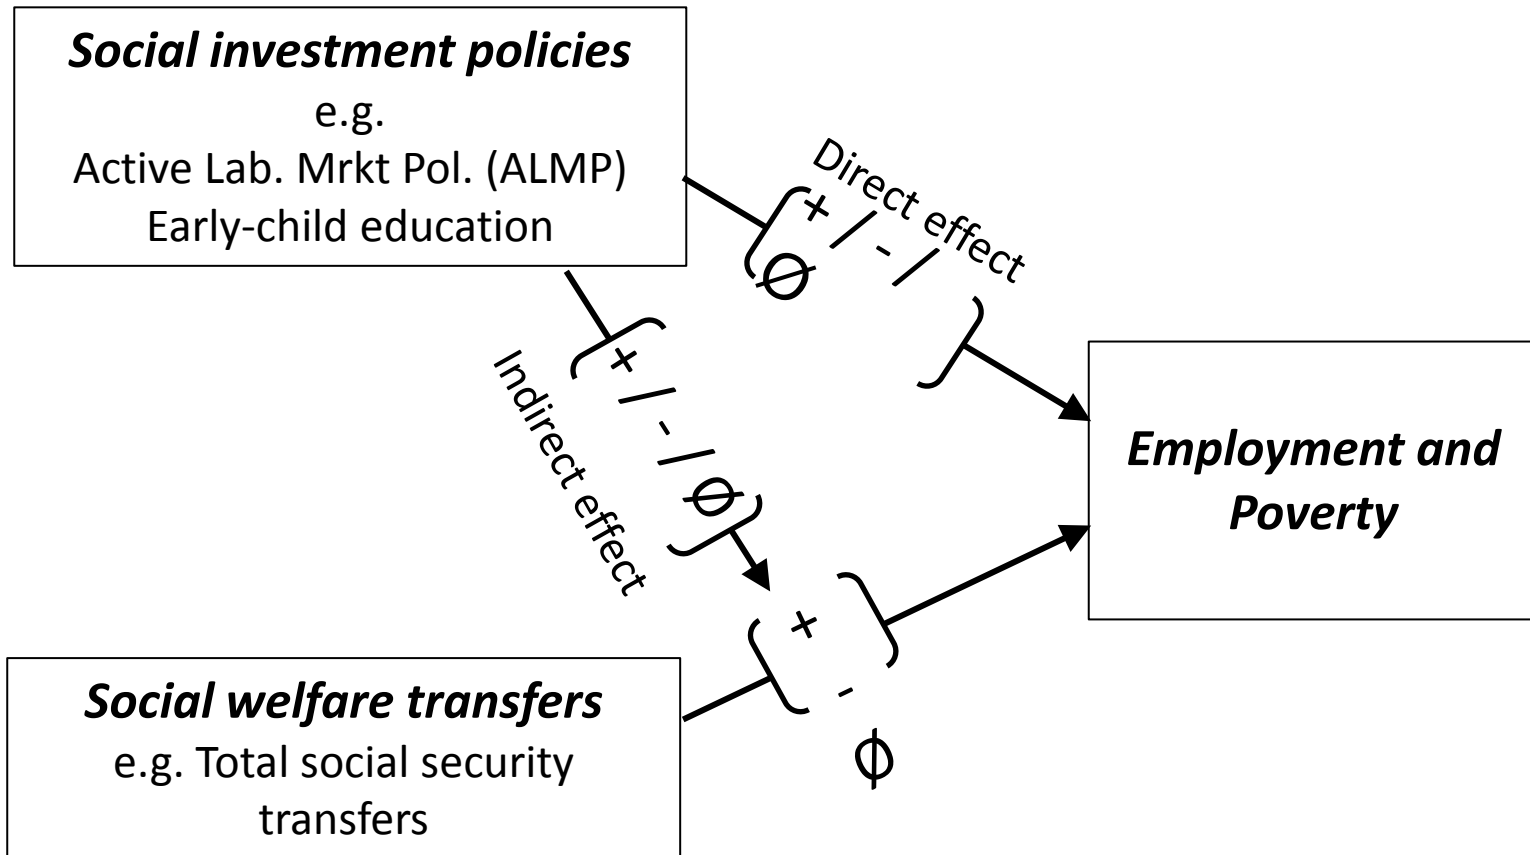 Social investment policies
e.g.
Active Lab. Mrkt Pol. (ALMP)
Early-child education
Direct effect
+ / - /
Ø
Indirect effect
+ / - / Ø
Employment and
Poverty
+
-
ϕ
Social welfare transfers
e.g. Total social security
transfers